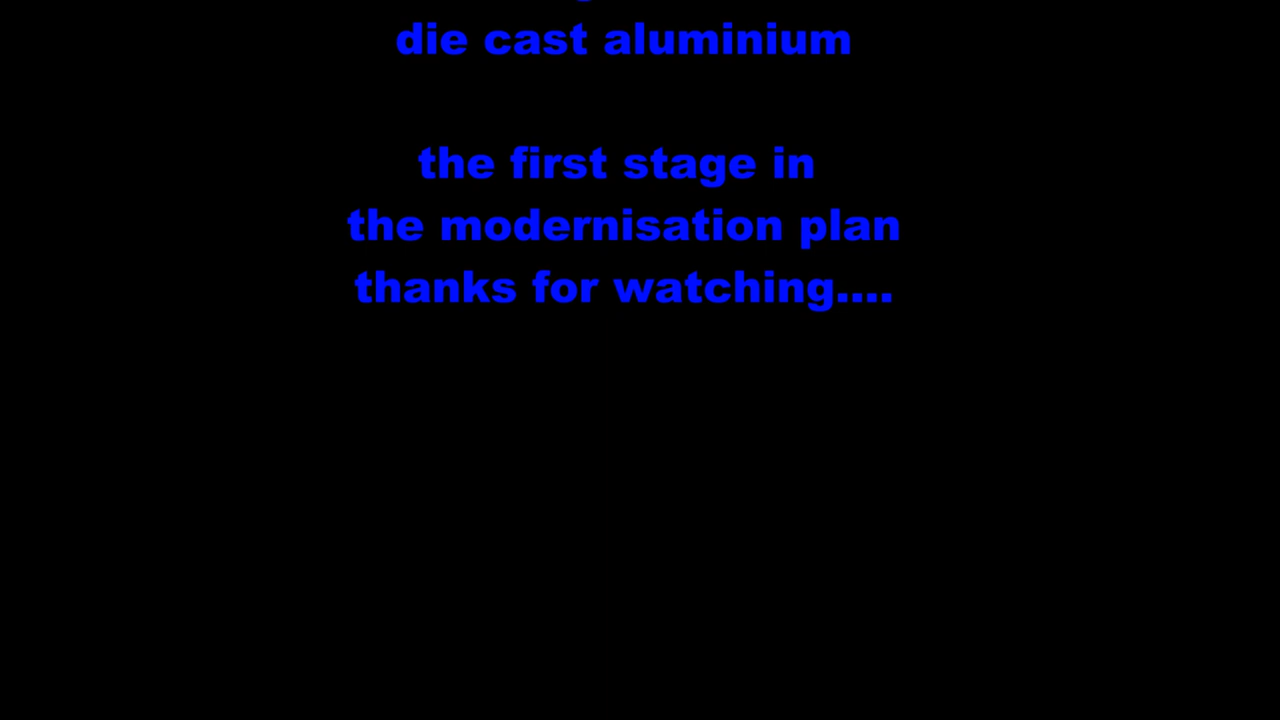 die cast aluminium
the first stage in
the modernisation plan
thanks for watching....